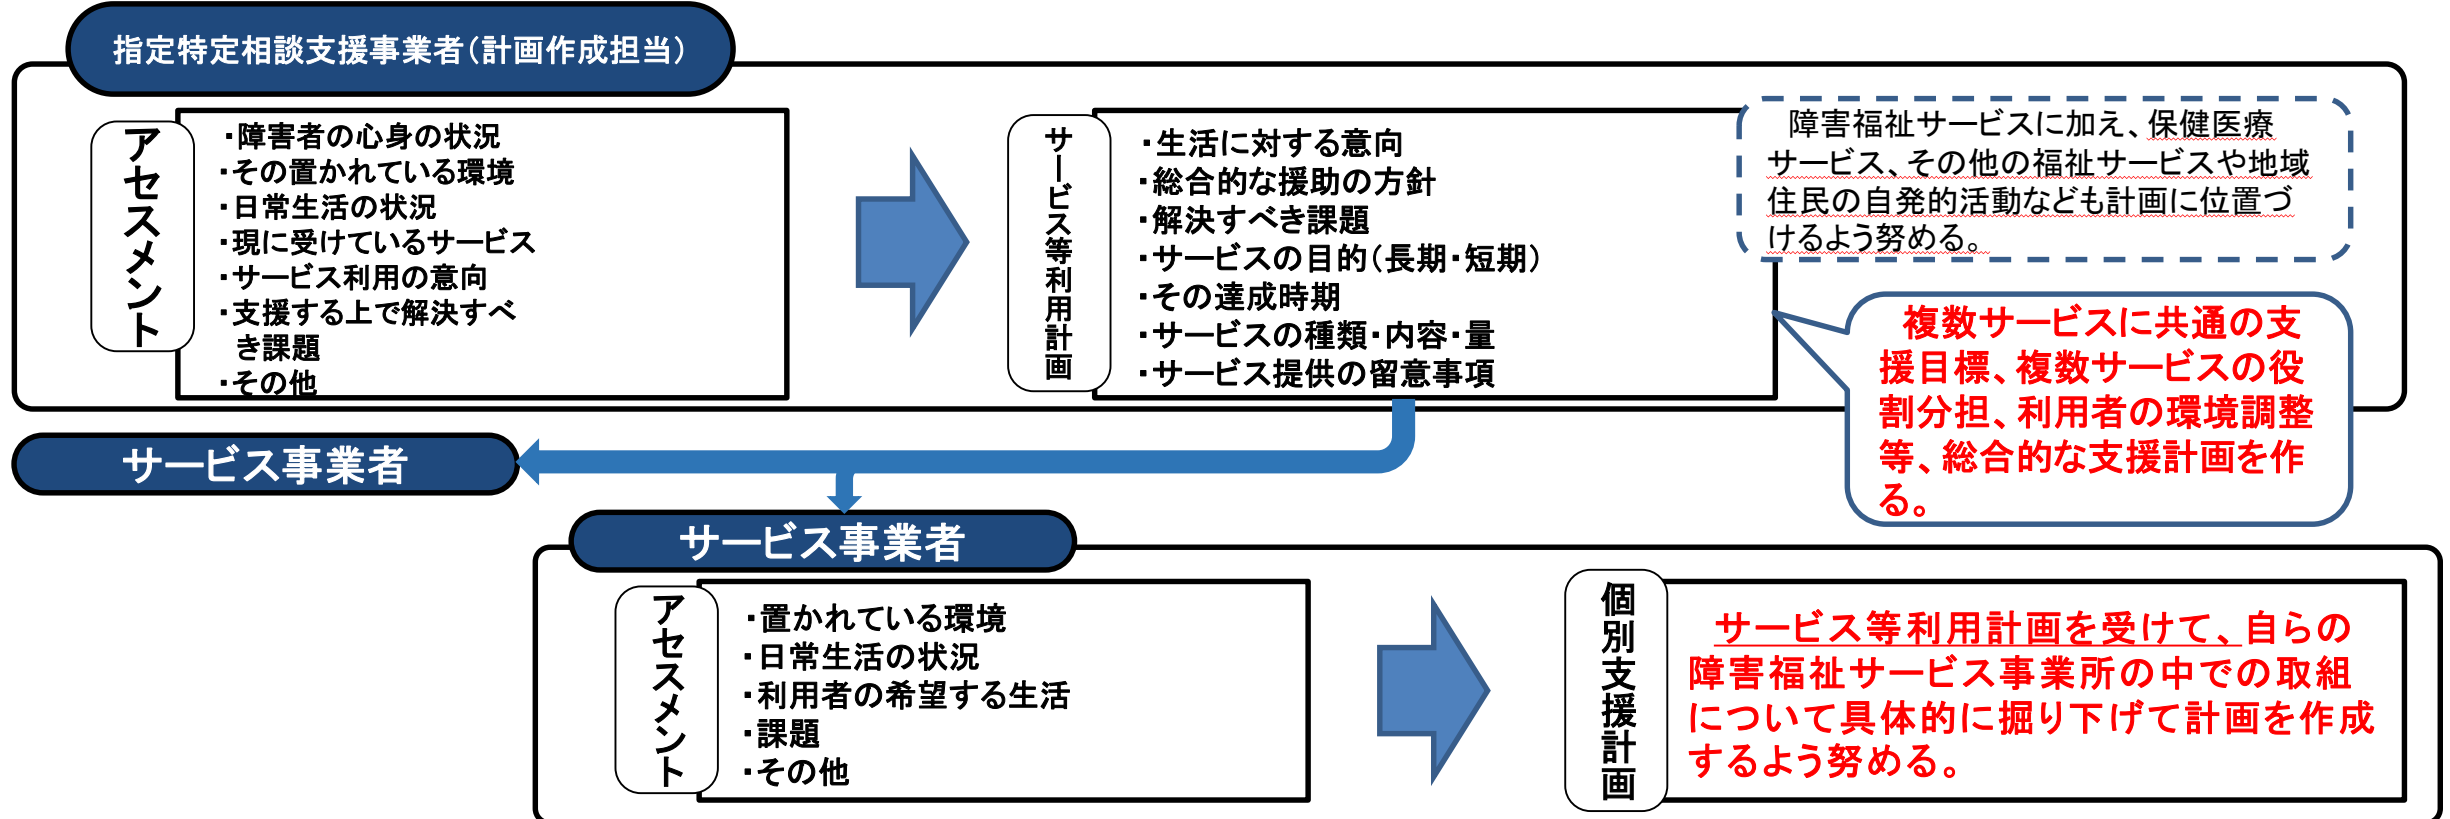 指定特定相談支援事業者（計画作成担当）
アセスメント
・障害者の心身の状況
・その置かれている環境
・日常生活の状況
・現に受けているサービス
・サービス利用の意向
・支援する上で解決すべ
き課題
・その他
サービス等利用計画
・生活に対する意向
・総合的な援助の方針
・解決すべき課題
・サービスの目的（長期・短期）
・その達成時期
・サービスの種類・内容・量
・サービス提供の留意事項
障害福祉サービスに加え、保健医療
サービス、その他の福祉サービスや地域
住民の自発的活動なども計画に位置づ
けるよう努める。
複数サービスに共通の支
援目標、複数サービスの役
割分担、利用者の環境調整
等、総合的な支援計画を作
る。
サービス事業者
サービス事業者
アセスメント
・置かれている環境
・日常生活の状況
・利用者の希望する生活
・課題
・その他
個別支援計画
サービス等利用計画を受けて、自らの
障害福祉サービス事業所の中での取組
について具体的に掘り下げて計画を作成
するよう努める。